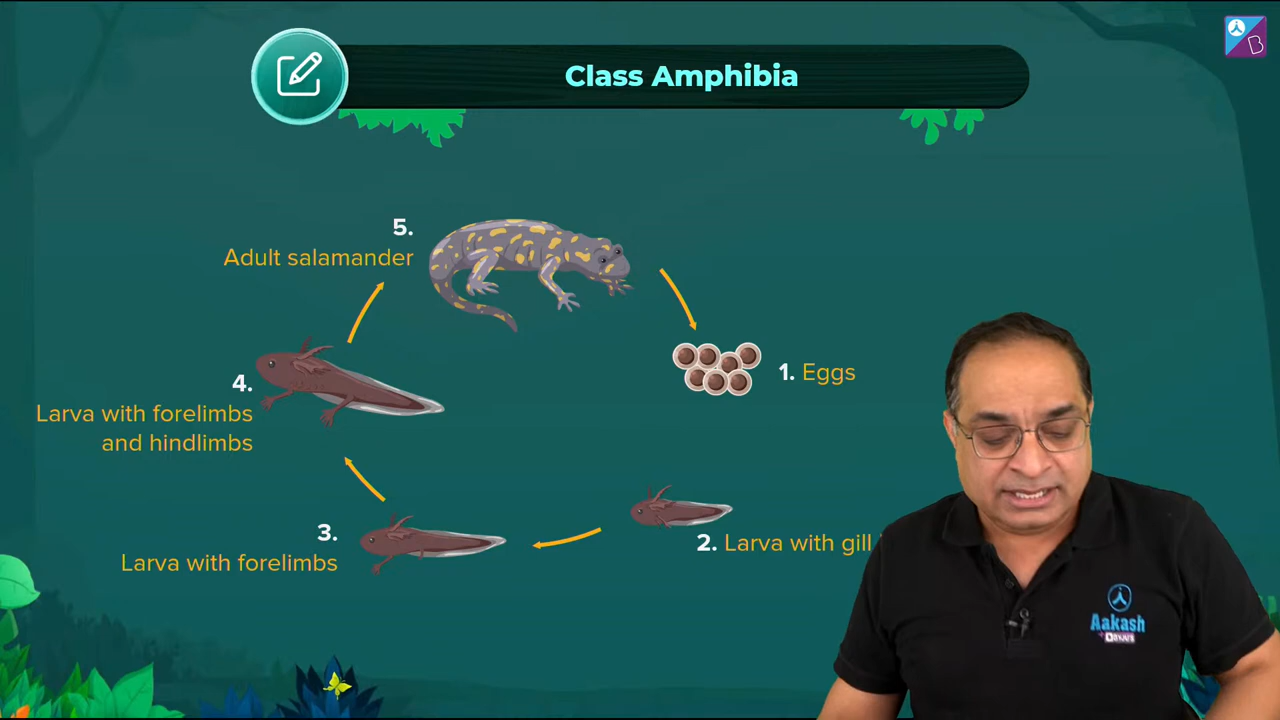 Class Amphibia
5.
Adult salamander
1. Eggs
4.
Larva with forelimbs
and hindlimbs
3.
Larva with forelimbs
2. Larva with gill
Aakash
+ BYJU'S
B